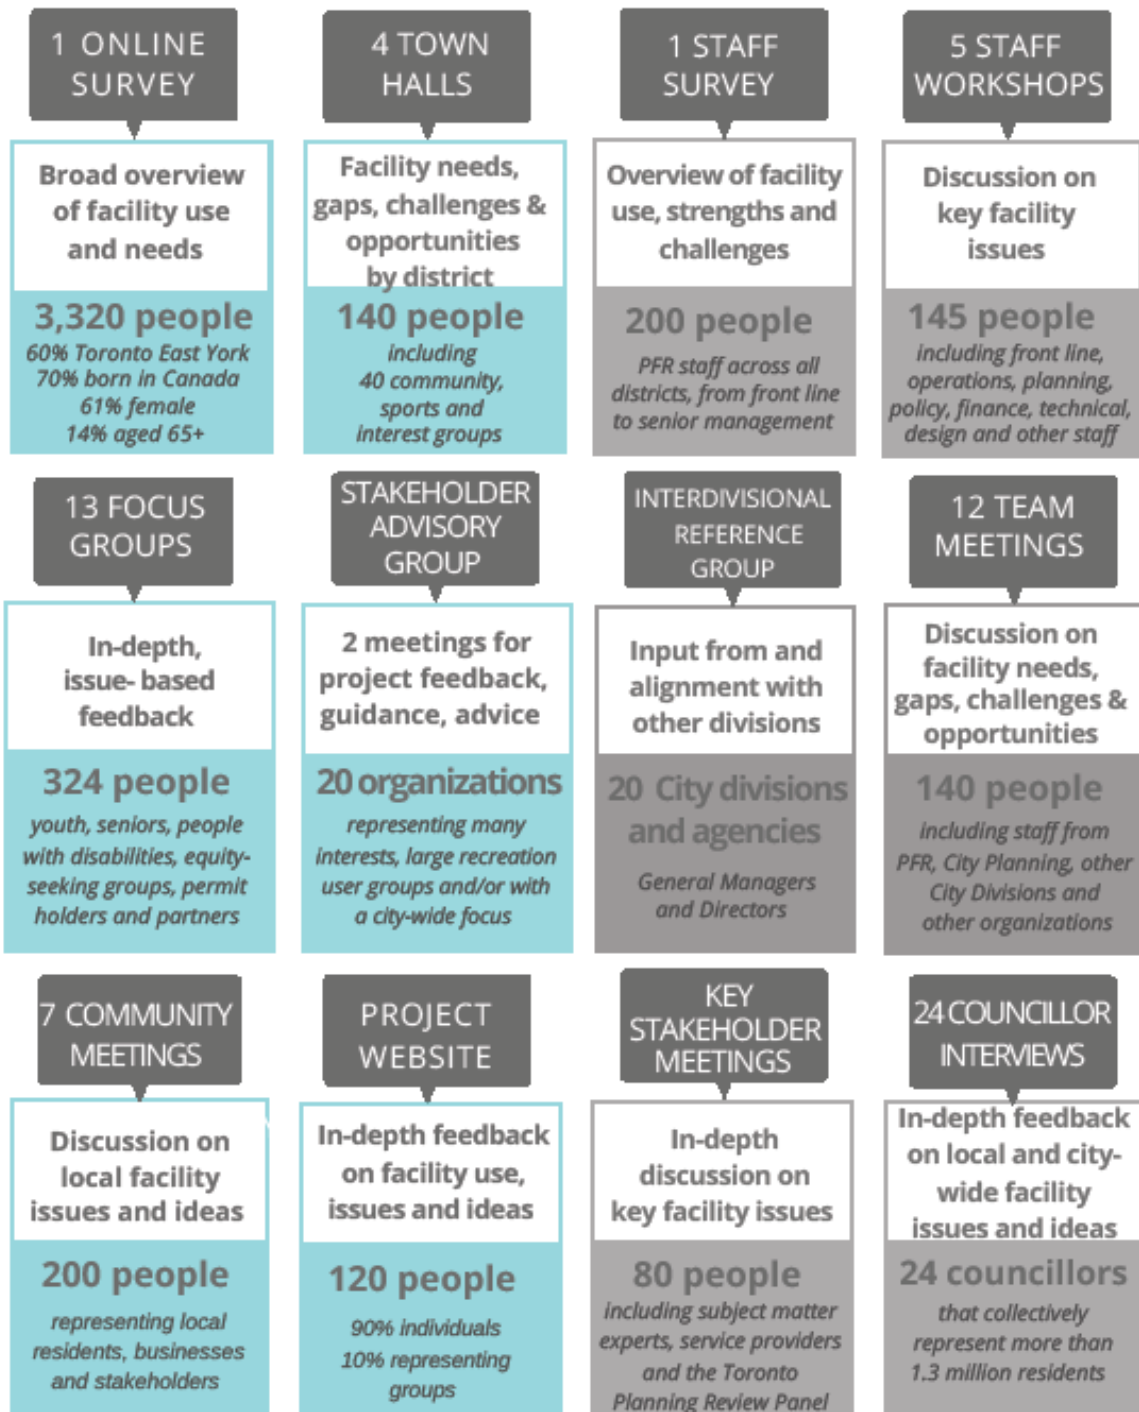 1 ONLINE
SURVEY
Broad overview
of facility use
and needs
3,320 people
60% Toronto East York
70% born in Canada
61% female
14% aged 65+
4 TOWN
HALLS
Facility needs,
gaps, challenges &
opportunities
by district
140 people
including
40 community,
sports and
interest groups
1 STAFF
SURVEY
Overview of facility
use, strengths and
challenges
200 people
PFR staff across all
districts, from front line
to senior management
5 STAFF
WORKSHOPS
Discussion on
key facility
issues
145 people
including front line,
operations, planning,
policy, finance, technical,
design and other staff
13 FOCUS
GROUPS
In-depth,
issue- based
feedback
324 people
youth, seniors, people
with disabilities, equity-
seeking groups, permit
holders and partners
STAKEHOLDER
ADVISORY
GROUP
2 meetings for
project feedback,
guidance, advice
20 organizations
representing many
interests, large recreation
user groups and/or with
a city-wide focus
INTERDIVISIONAL
REFERENCE
GROUP
Input from and
alignment with
other divisions
20 City divisions
and agencies
General Managers
and Directors
12 TEAM
MEETINGS
Discussion on
facility needs,
gaps, challenges &
opportunities
140 people
including staff from
PFR, City Planning, other
City Divisions and
other organizations
7 COMMUNITY
MEETINGS
Discussion on
local facility
issues and ideas
200 people
representing local
residents, businesses
and stakeholders
PROJECT
WEBSITE
In-depth feedback
on facility use,
issues and ideas
120 people
90% individuals
10% representing
groups
KEY
STAKEHOLDER
MEETINGS
In-depth
discussion on
key facility issues
80 people
including subject matter
experts, service providers
and the Toronto
Planning Review Panel
24 COUNCILLOR
INTERVIEWS
In-depth feedback
on local and city-
wide facility
issues and ideas
24 councillors
that collectively
represent more than
1.3 million residents